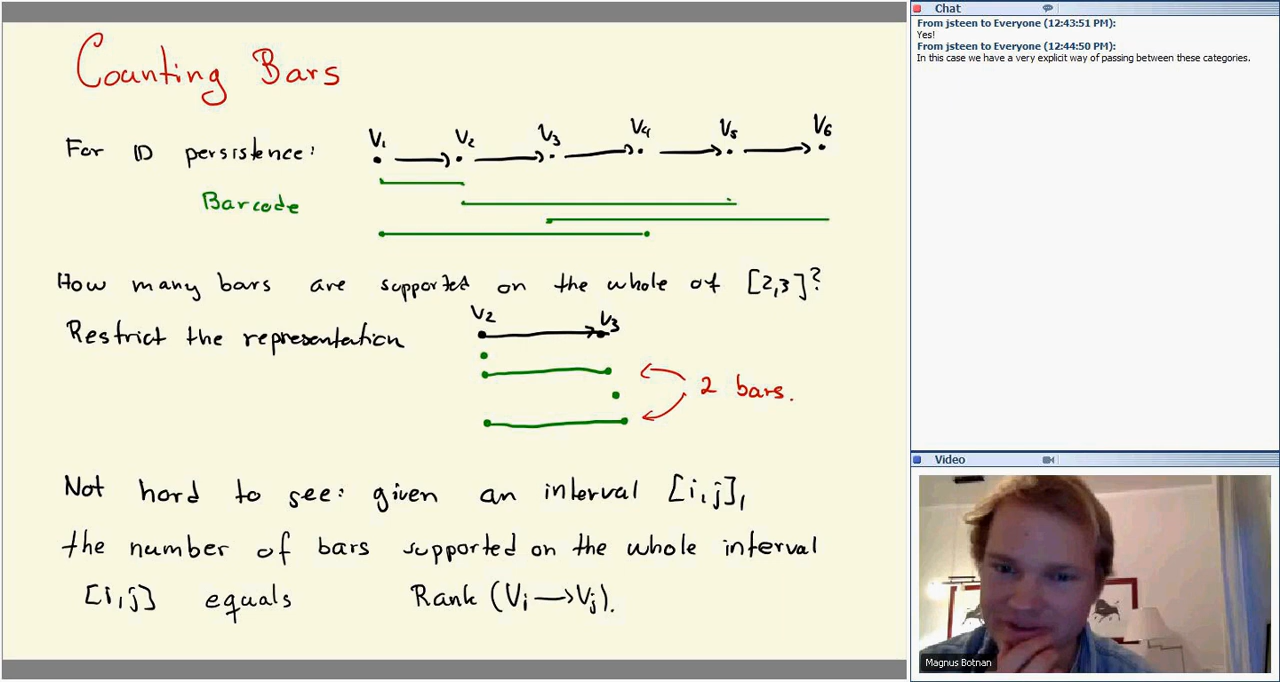 Counting Bars
V1 V2 V3 V4 V5 V6
For 1D persistence:
Barcode
How many bars are supported on the whole of [2,3]?
V2 V3
Restrict the representation
2 bars.
Not hard to see: given an interval [i,j],
the number of bars supported on the whole interval
[i,j] equals Rank (Vi → Vj).
Chat
From jsteen to Everyone (12:43:51 PM):
Yes!
From jsteen to Everyone (12:44:50 PM):
In this case we have a very explicit way of passing between these categories.
Video
Magnus Botnan